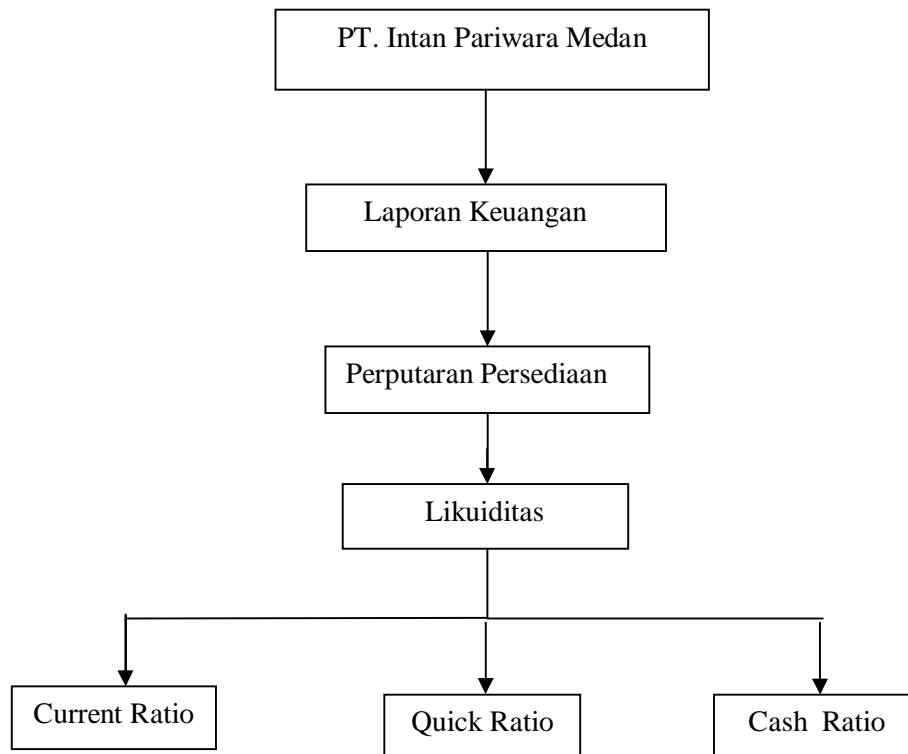 PT. Intan Pariwara Medan
Laporan Keuangan
Perputaran Persediaan
Likuiditas
Current Ratio
Quick Ratio
Cash Ratio